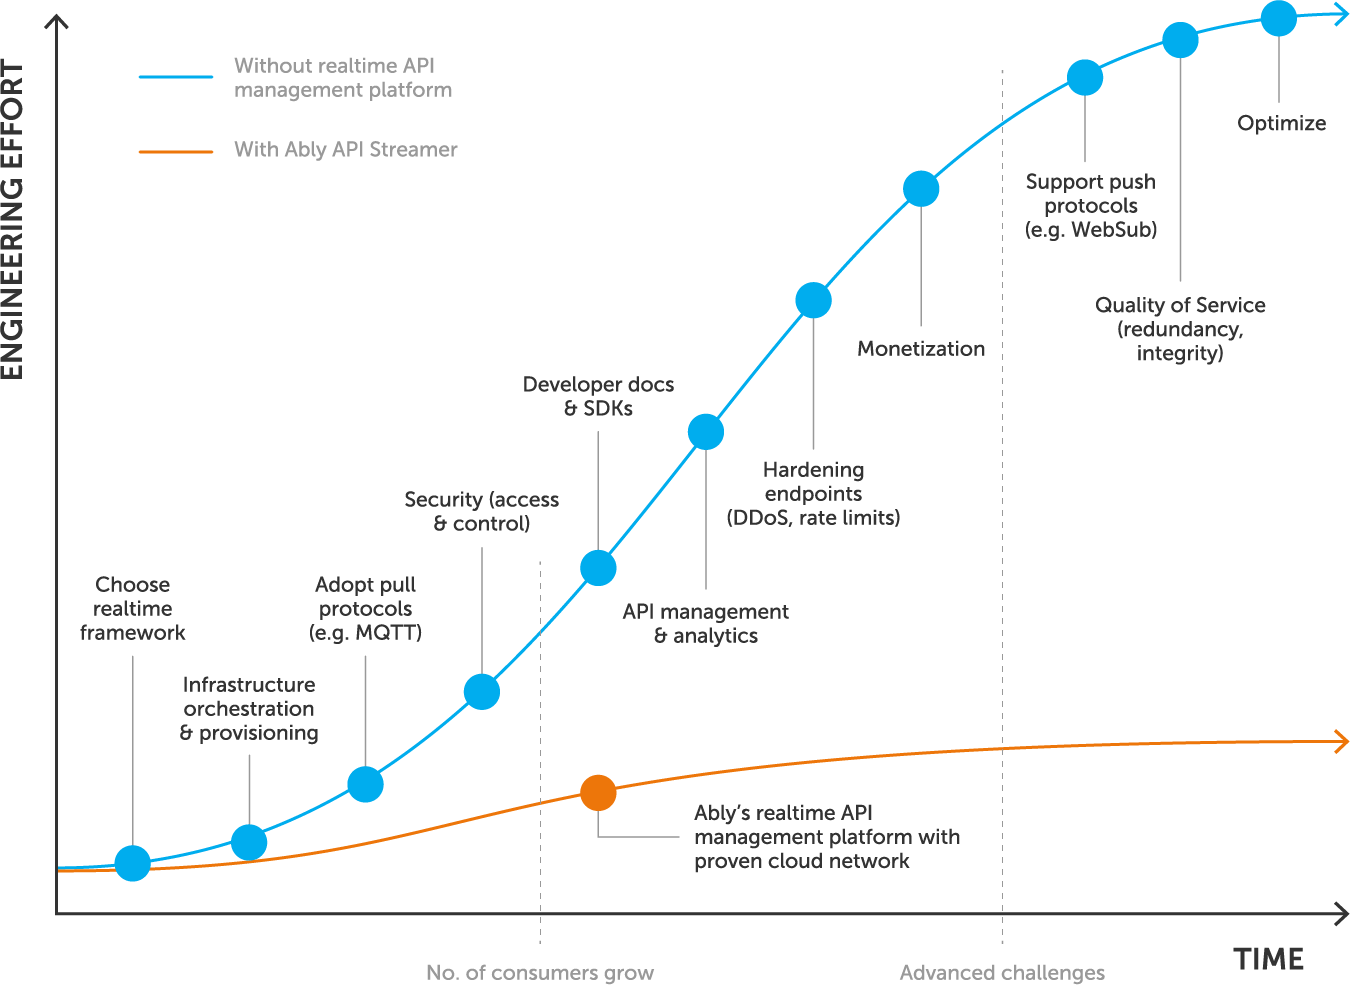 ENGINEERING EFFORT
Without realtime API
management platform
With Ably API Streamer
Choose
realtime
framework
Infrastructure
orchestration
& provisioning
Adopt pull
protocols
(e.g. MQTT)
Security (access
& control)
Developer docs
& SDKs
API management
& analytics
Hardening
endpoints
(DDoS, rate limits)
Monetization
Support push
protocols
(e.g. WebSub)
Quality of Service
(redundancy,
integrity)
Optimize
Ably’s realtime API
management platform with
proven cloud network
No. of consumers grow
Advanced challenges
TIME